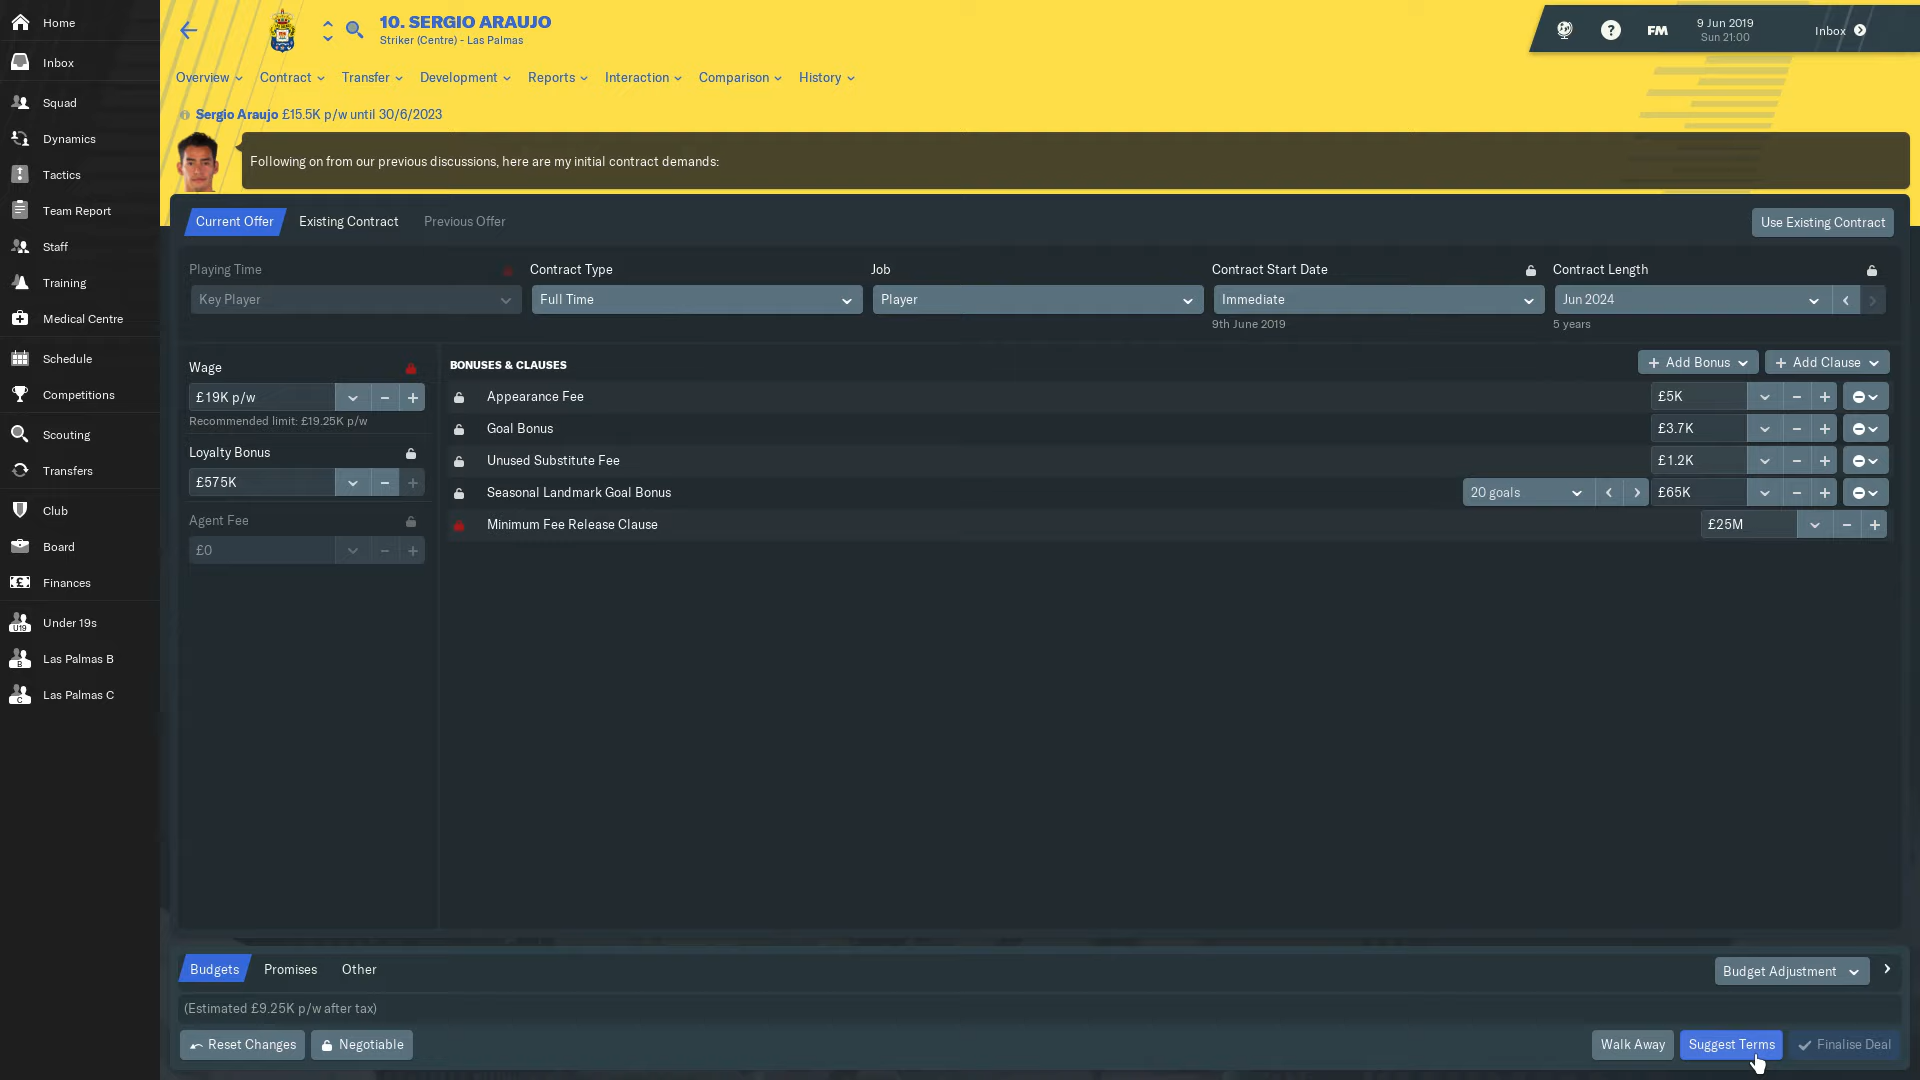 Home
Inbox
Squad
Dynamics
Tactics
Team Report
Staff
Training
Medical Centre
Schedule
Competitions
Scouting
Transfers
Club
Board
Finances
U19
Under 19s
B
Las Palmas B
C
Las Palmas C
10. SERGIO ARAUJO
Striker (Centre) - Las Palmas
? FM 9 Jun 2019
Sun 21:00
Inbox
Overview Contract Transfer Development Reports Interaction Comparison History
Sergio Araujo £15.5K p/w until 30/6/2023
Following on from our previous discussions, here are my initial contract demands:
Current Offer Existing Contract Previous Offer Use Existing Contract
Playing Time Contract Type Job Contract Start Date Contract Length
Key Player Full Time Player Immediate Jun 2024
9th June 2019 5 years
Wage
£19K p/w
Recommended limit: £19.25K p/w
Loyalty Bonus
£575K
Agent Fee
£0
BONUSES & CLAUSES + Add Bonus + Add Clause
Appearance Fee £5K
Goal Bonus £3.7K
Unused Substitute Fee £1.2K
Seasonal Landmark Goal Bonus 20 goals £65K
Minimum Fee Release Clause £25M
Budgets Promises Other Budget Adjustment
(Estimated £9.25K p/w after tax)
Reset Changes Negotiable Walk Away Suggest Terms Finalise Deal